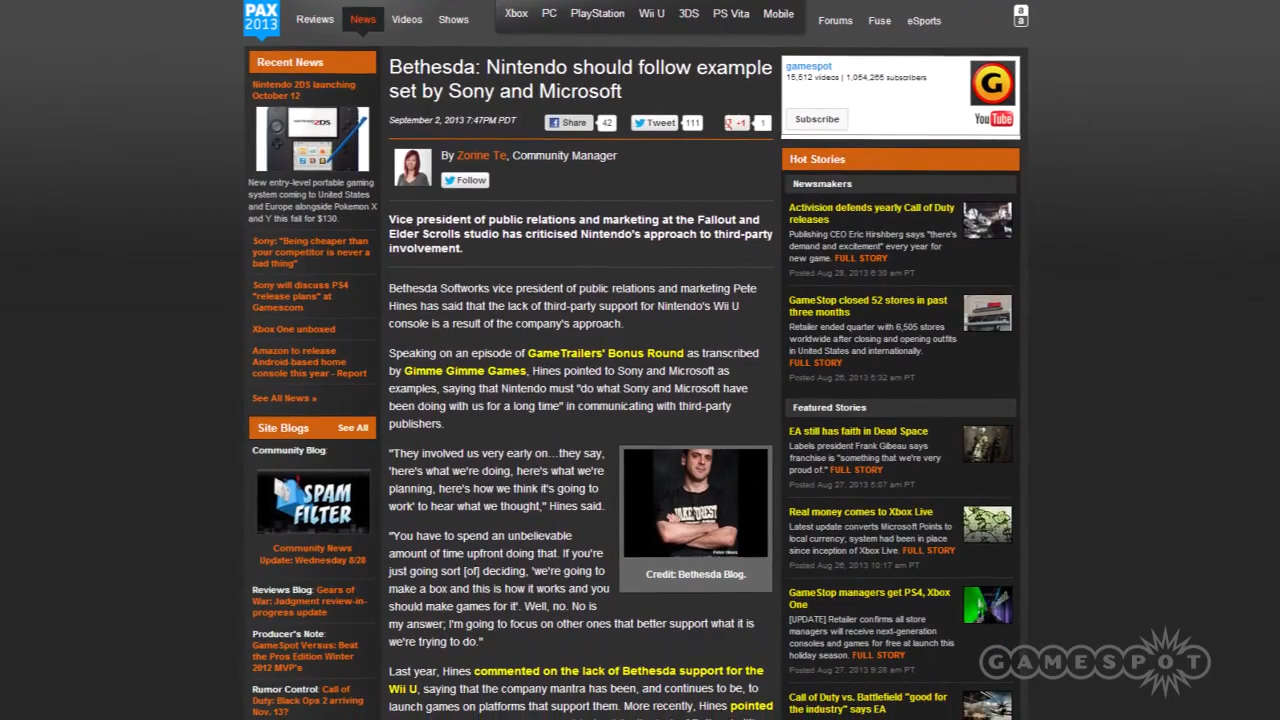 PAX
2013
Reviews
News
Videos
Shows
Xbox
PC
PlayStation
Wii U
3DS
PS Vita
Mobile
Forums
Fuse
eSports
a
a
Recent News
Nintendo 2DS launching
October 12
NINTENDO 2DS
New entry-level portable gaming
system coming to United States
and Europe alongside Pokemon X
and Y this fall for $130.
Sony: "Being cheaper than
your competitor is never a
bad thing"
Sony will discuss PS4
"release plans" at
Gamescom
Xbox One unboxed
Amazon to release
Android-based home
console this year - Report
See All News »
Site Blogs
See All
Community Blog:
SPAM
FILTER
Community News
Update: Wednesday 8/28
Reviews Blog: Gears of
War: Judgment review-in-
progress update
Producer's Note:
GameSpot Versus: Beat
the Pros Edition Winter
2012 MVP's
Rumor Control: Call of
Duty: Black Ops 2 arriving
Nov. 13?
Bethesda: Nintendo should follow example
set by Sony and Microsoft
September 2, 2013 7:47PM PDT
Share
42
Tweet
111
+1
1
By Zorine Te, Community Manager
Follow
Vice president of public relations and marketing at the Fallout and
Elder Scrolls studio has criticised Nintendo's approach to third-party
involvement.
Bethesda Softworks vice president of public relations and marketing Pete
Hines has said that the lack of third-party support for Nintendo's Wii U
console is a result of the company's approach.
Speaking on an episode of GameTrailers' Bonus Round as transcribed
by Gimme Gimme Games, Hines pointed to Sony and Microsoft as
examples, saying that Nintendo must "do what Sony and Microsoft have
been doing with us for a long time" in communicating with third-party
publishers.
"They involved us very early on…they say,
'here's what we're doing, here's what we're
planning, here's how we think it's going to
work' to hear what we thought," Hines said.
"You have to spend an unbelievable
amount of time upfront doing that. If you're
just going sort [of] deciding, 'we're going to
make a box and this is how it works and you
should make games for it'. Well, no. No is
my answer, I'm going to focus on other ones that better support what it is
we're trying to do."
Peter Hines
Credit: Bethesda Blog.
Last year, Hines commented on the lack of Bethesda support for the
Wii U, saying that the company mantra has been, and continues to be, to
launch games on platforms that support them. More recently, Hines pointed
gamespot
15,612 videos | 1,054,266 subscribers
Subscribe
YouTube
Hot Stories
Newsmakers
Activision defends yearly Call of Duty
releases
Publishing CEO Eric Hirshberg says "there's
demand and excitement" every year for
new game. FULL STORY
Posted Aug 28, 2013 6:30 am PT
GameStop closed 52 stores in past
three months
Retailer ended quarter with 6,505 stores
worldwide after closing and opening outfits
in United States and internationally.
FULL STORY
Posted Aug 26, 2013 5:32 am PT
Featured Stories
EA still has faith in Dead Space
Labels president Frank Gibeau says
franchise is "something that we're very
proud of." FULL STORY
Posted Aug 27, 2013 5:07 am PT
Real money comes to Xbox Live
Latest update converts Microsoft Points to
local currency; system had been in place
since inception of Xbox Live. FULL STORY
Posted Aug 26, 2013 10:17 am PT
GameStop managers get PS4, Xbox
One
[UPDATE] Retailer confirms all store
managers will receive next-generation
consoles and games for free at launch this
holiday season. FULL STORY
Posted Aug 27, 2013 9:28 am PT
Call of Duty vs. Battlefield "good for
the industry" says EA
GAMESPOT